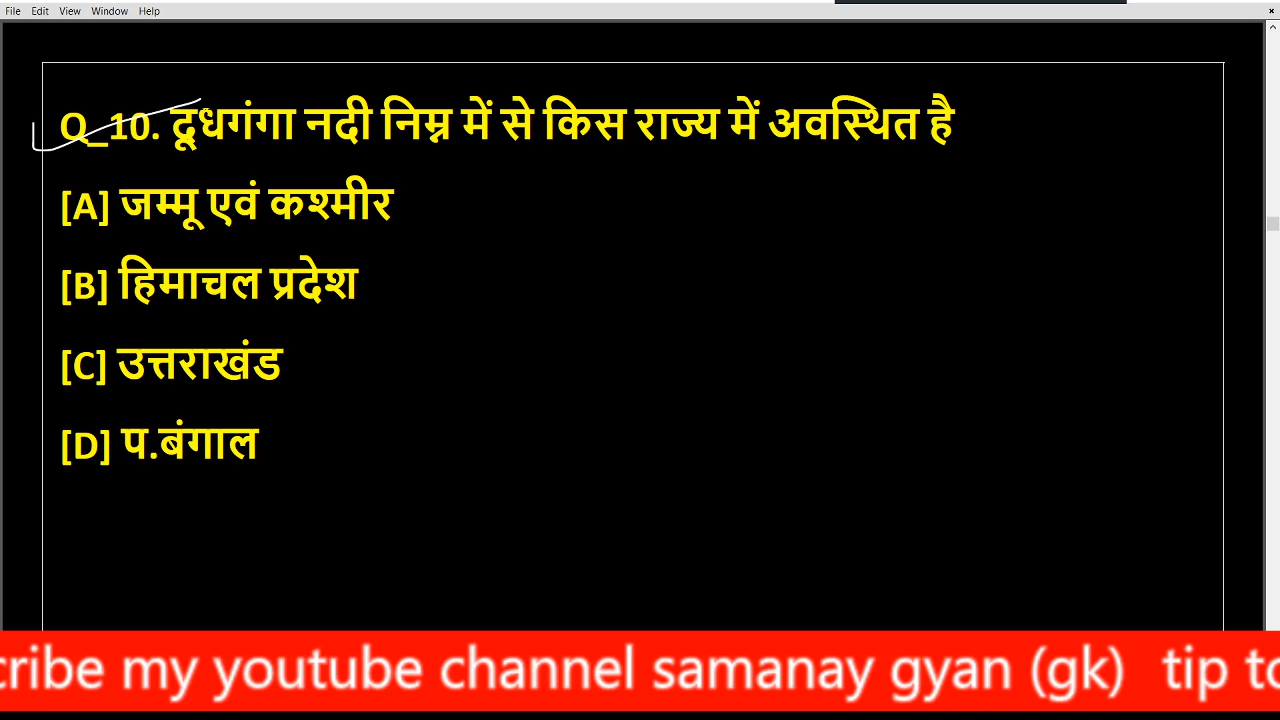 File Edit View Window Help
Q_10. दूधगंगा नदी निम्न में से किस राज्य में अवस्थित है
[A] जम्मू एवं कश्मीर
[B] हिमाचल प्रदेश
[C] उत्तराखंड
[D] प.बंगाल
cribe my youtube channel samanay gyan (gk) tip to